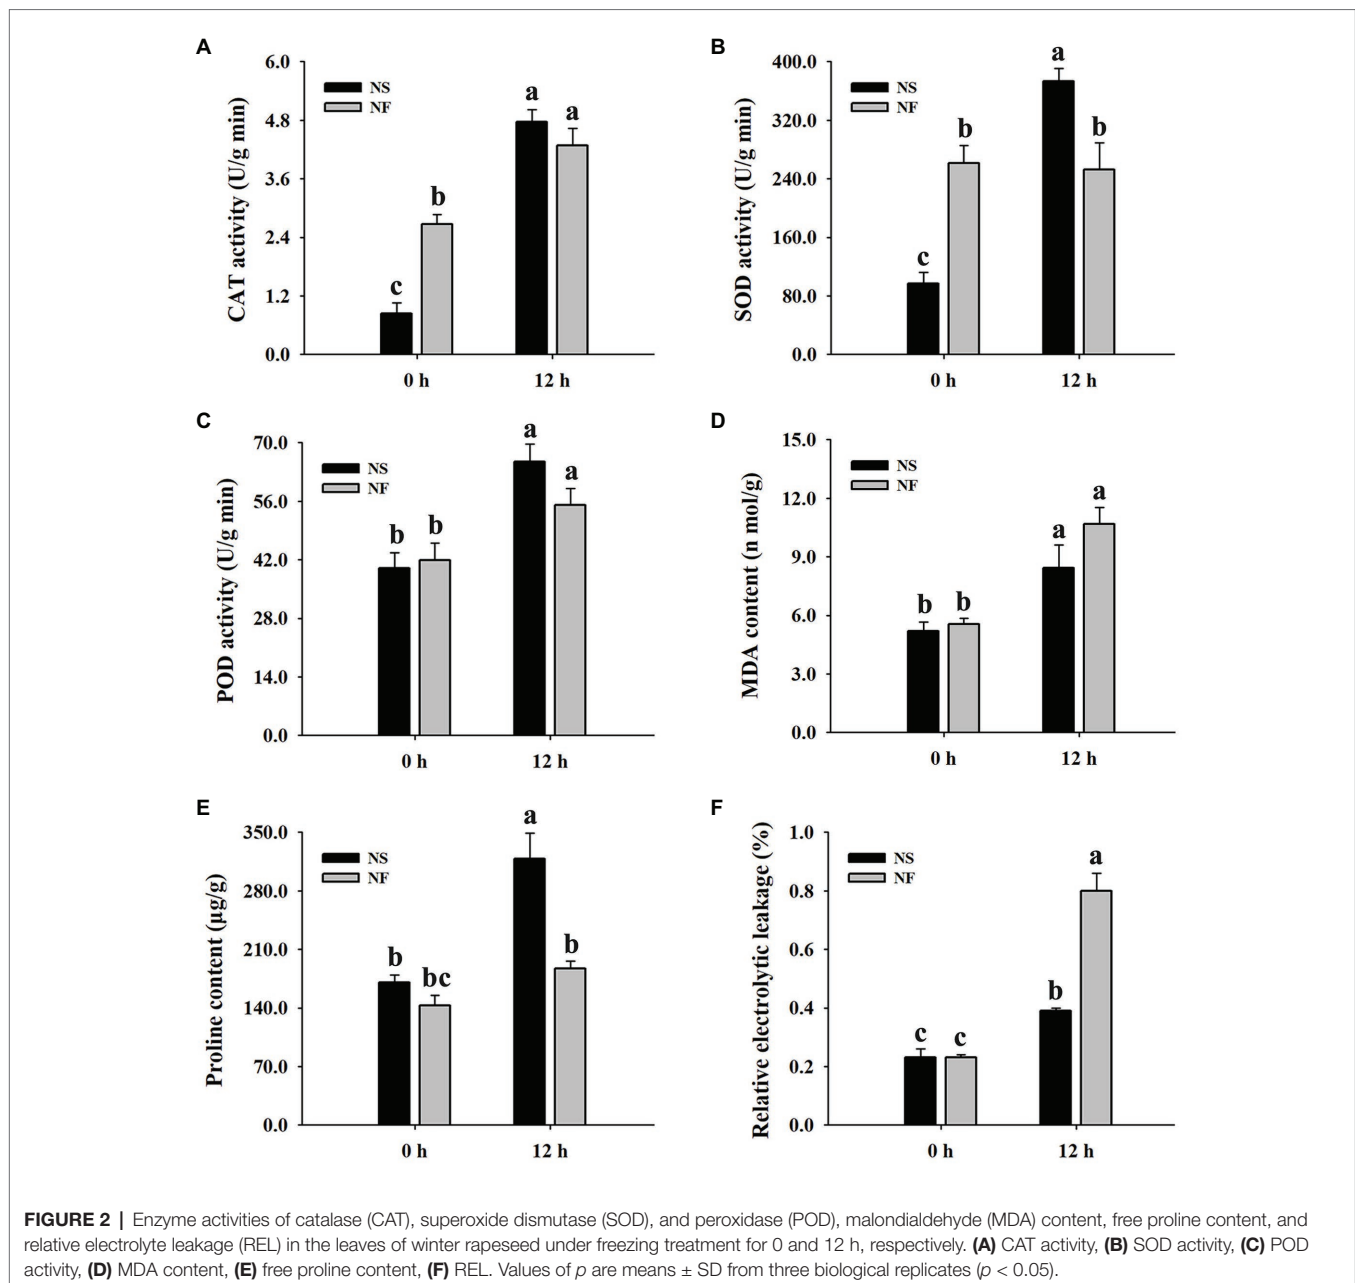 A
B
6.0
4.8
3.6
2.4
1.2
0.0
CAT activity (U/g min)
NS
NF
c
b
a
a
0 h
12 h
400.0
320.0
240.0
160.0
80.0
0.0
SOD activity (U/g min)
NS
NF
c
b
a
b
0 h
12 h
C
D
70.0
56.0
42.0
28.0
14.0
0.0
POD activity (U/g min)
NS
NF
b
b
a
a
0 h
12 h
15.0
12.0
9.0
6.0
3.0
0.0
MDA content (n mol/g)
NS
NF
b
b
a
a
0 h
12 h
E
F
350.0
280.0
210.0
140.0
70.0
0.0
Proline content (µg/g)
NS
NF
b
bc
a
b
0 h
12 h
1.0
0.8
0.6
0.4
0.2
0.0
Relative electrolytic leakage (%)
NS
NF
c
c
b
a
0 h
12 h
FIGURE 2 | Enzyme activities of catalase (CAT), superoxide dismutase (SOD), and peroxidase (POD), malondialdehyde (MDA) content, free proline content, and
relative electrolyte leakage (REL) in the leaves of winter rapeseed under freezing treatment for 0 and 12 h, respectively. (A) CAT activity, (B) SOD activity, (C) POD
activity, (D) MDA content, (E) free proline content, (F) REL. Values of p are means ± SD from three biological replicates (p < 0.05).